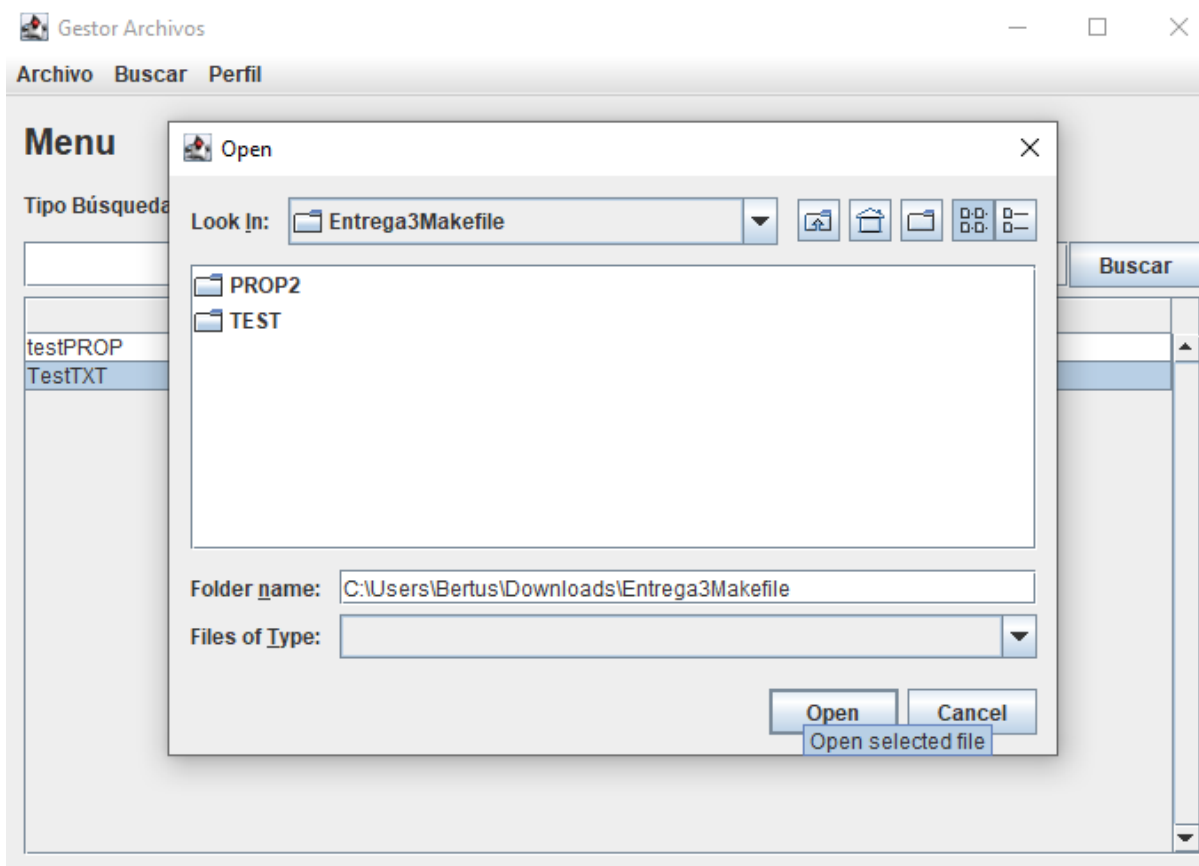 Gestor Archivos
Archivo Buscar Perfil
Menu
Open
Tipo Búsqueda
Look In: Entrega3Makefile
Buscar
PROP2
TEST
testPROP
TestTXT
Folder name: C:\Users\Bertus\Downloads\Entrega3Makefile
Files of Type:
Open Cancel
Open selected file